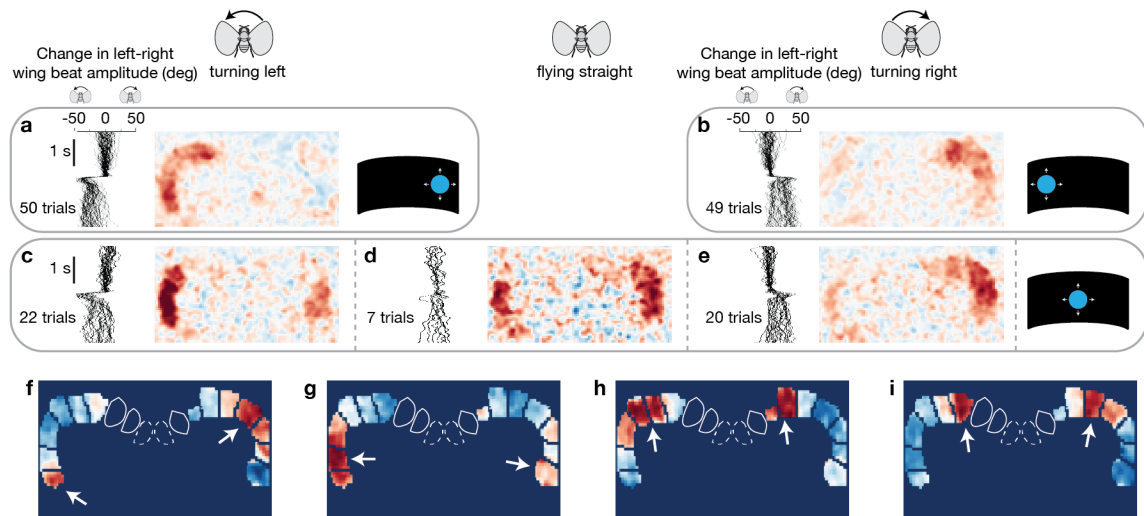 turning left
flying straight
turning right
Change in left-right
wing beat amplitude (deg)
Change in left-right
wing beat amplitude (deg)
a
-50 0 50
1 s
50 trials
b
-50 0 50
49 trials
c
1 s
22 trials
d
7 trials
e
20 trials
f
g
h
i